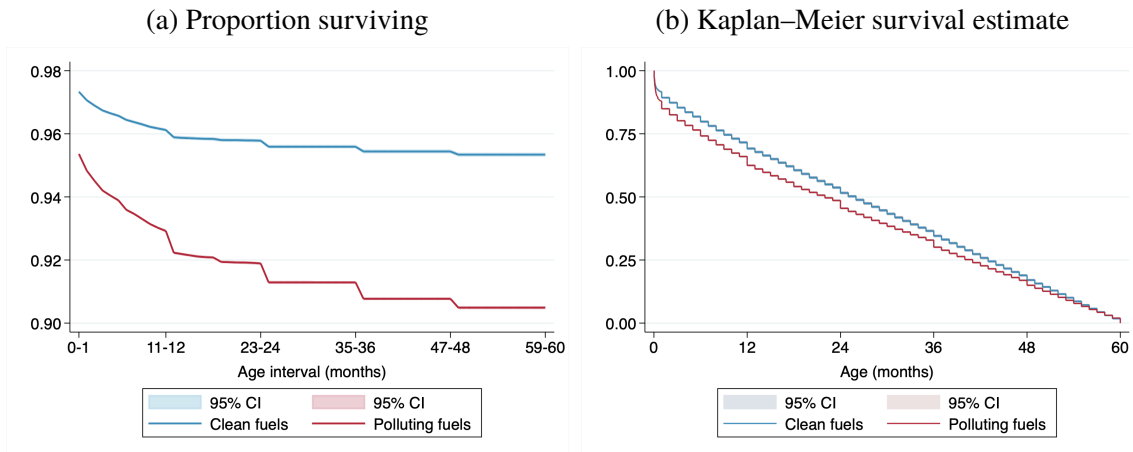 (a) Proportion surviving
0.98
0.96
0.94
0.92
0.90
0-1 11-12 23-24 35-36 47-48 59-60
Age interval (months)
95% CI 95% CI
Clean fuels Polluting fuels
(b) Kaplan–Meier survival estimate
1.00
0.75
0.50
0.25
0.00
0 12 24 36 48 60
Age (months)
95% CI 95% CI
Clean fuels Polluting fuels